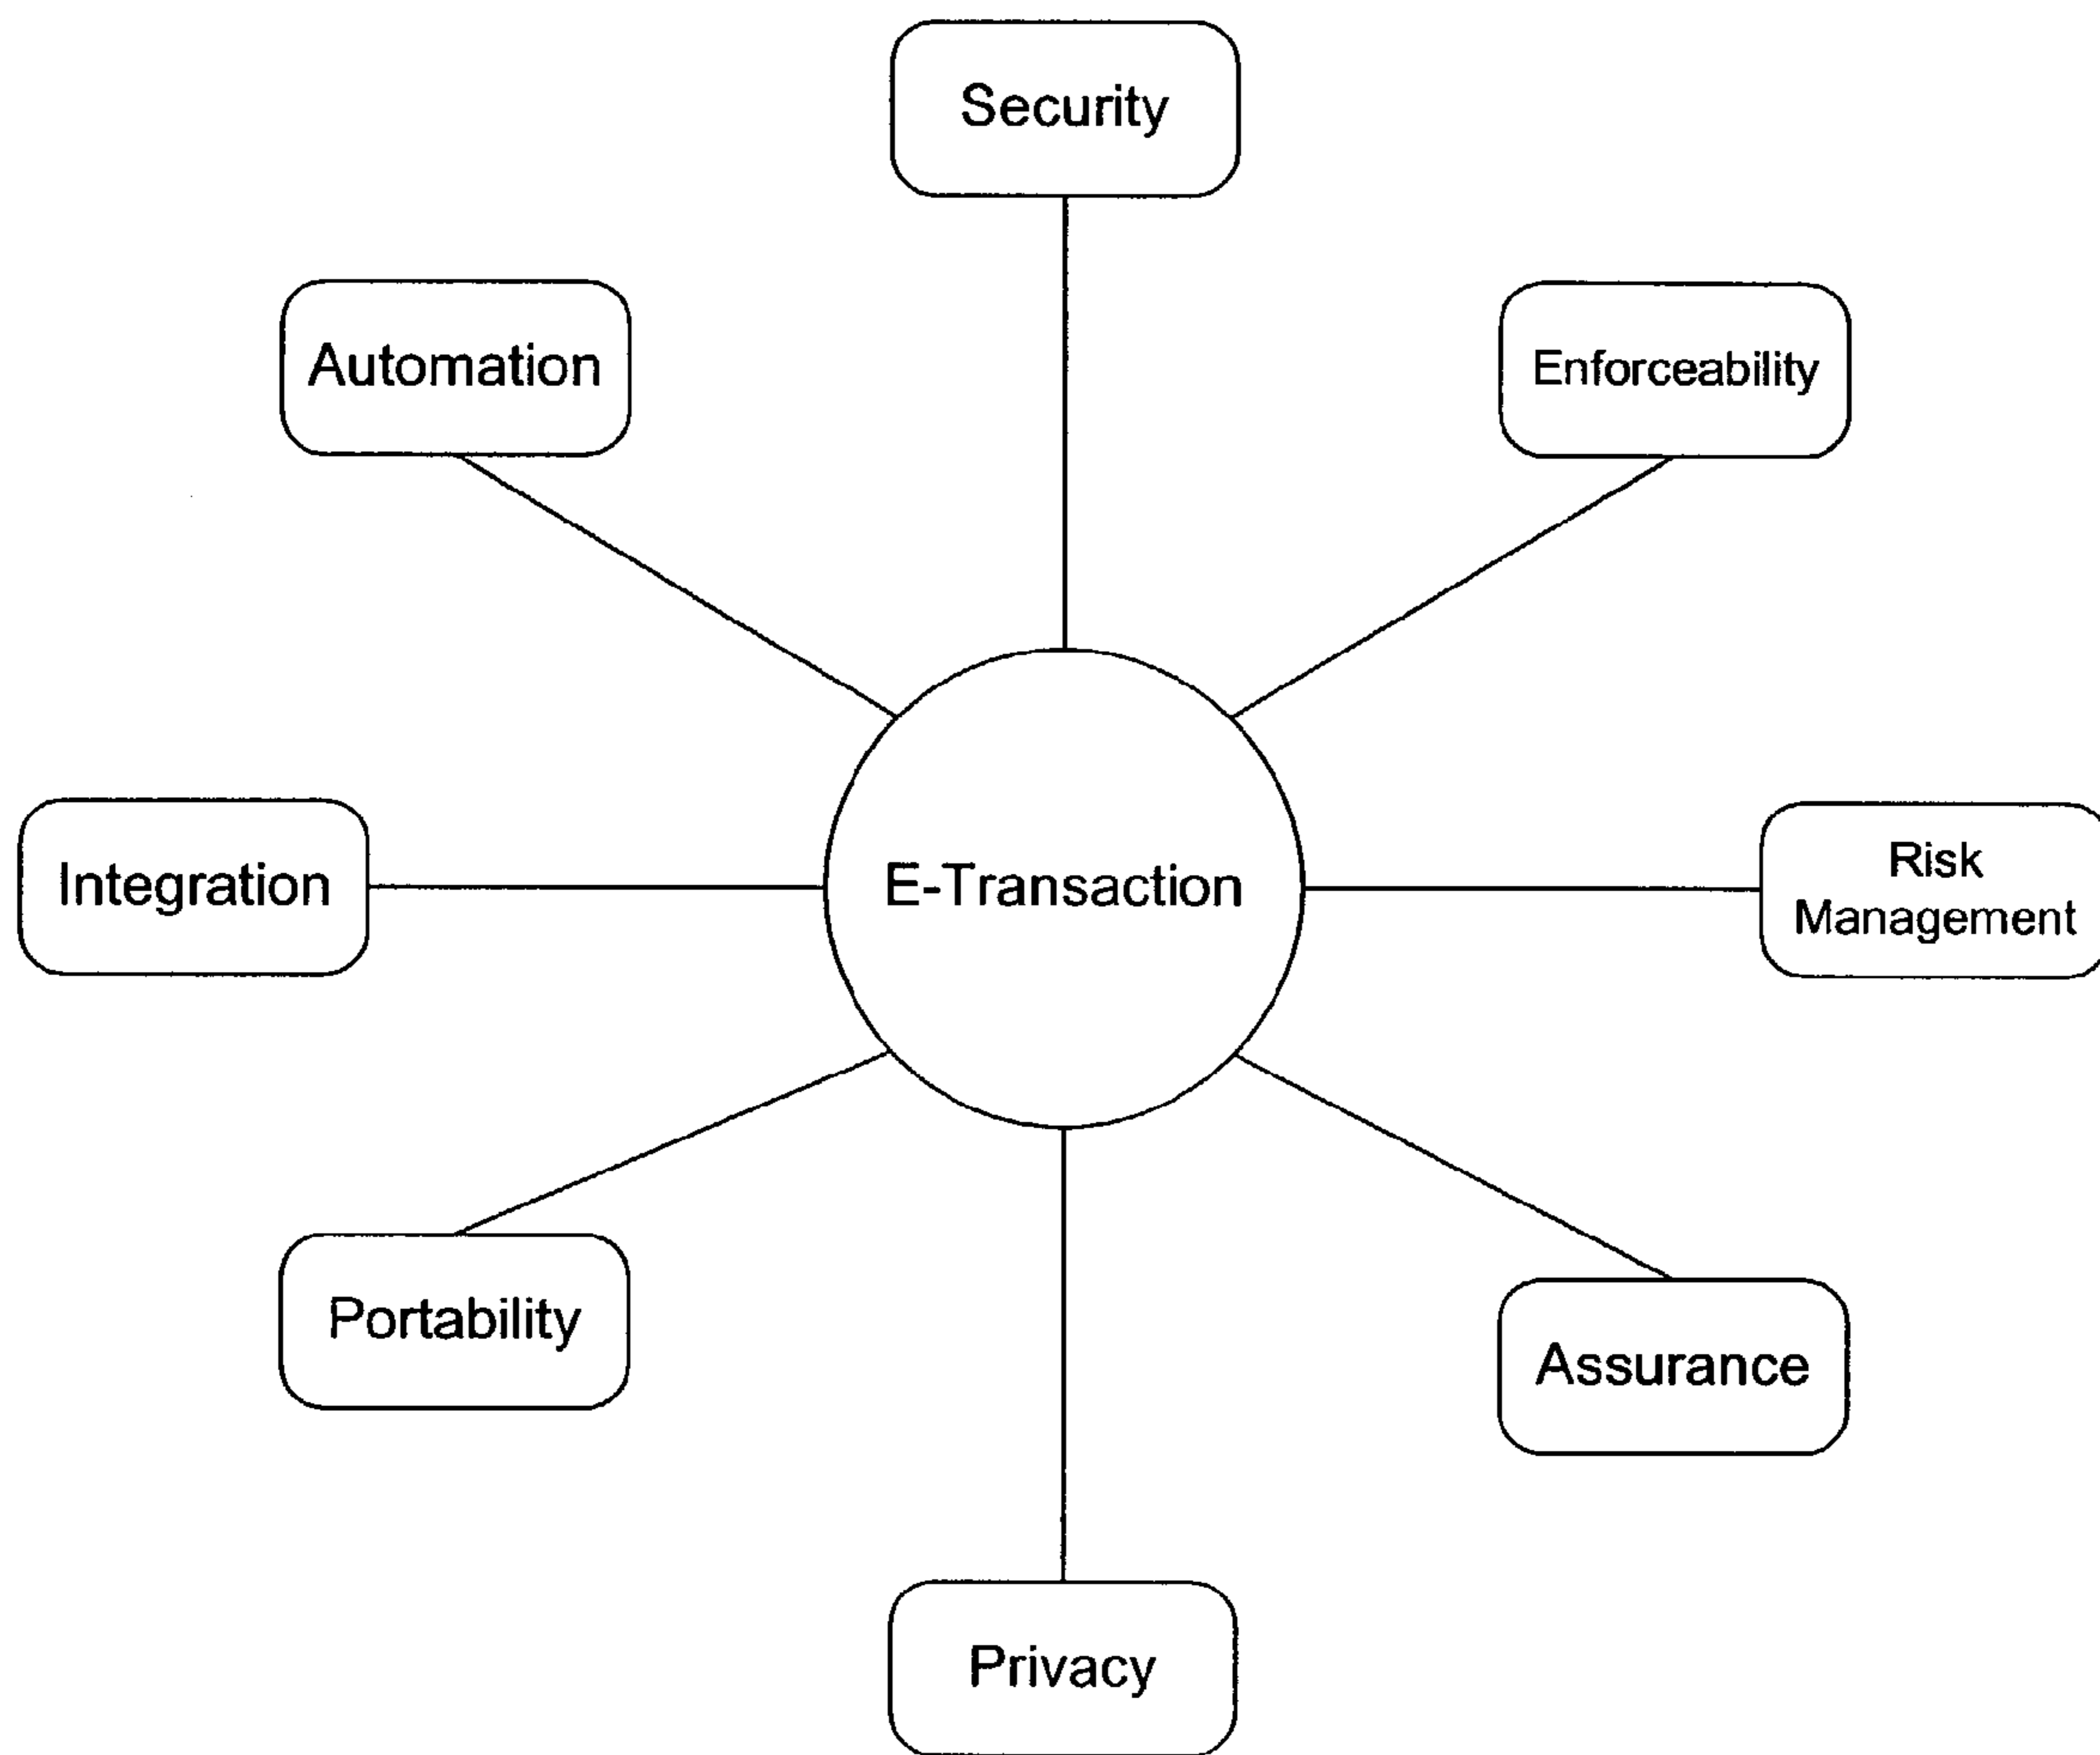 Security
Automation
Enforceability
Integration
E-Transaction
Risk
Management
Portability
Assurance
Privacy